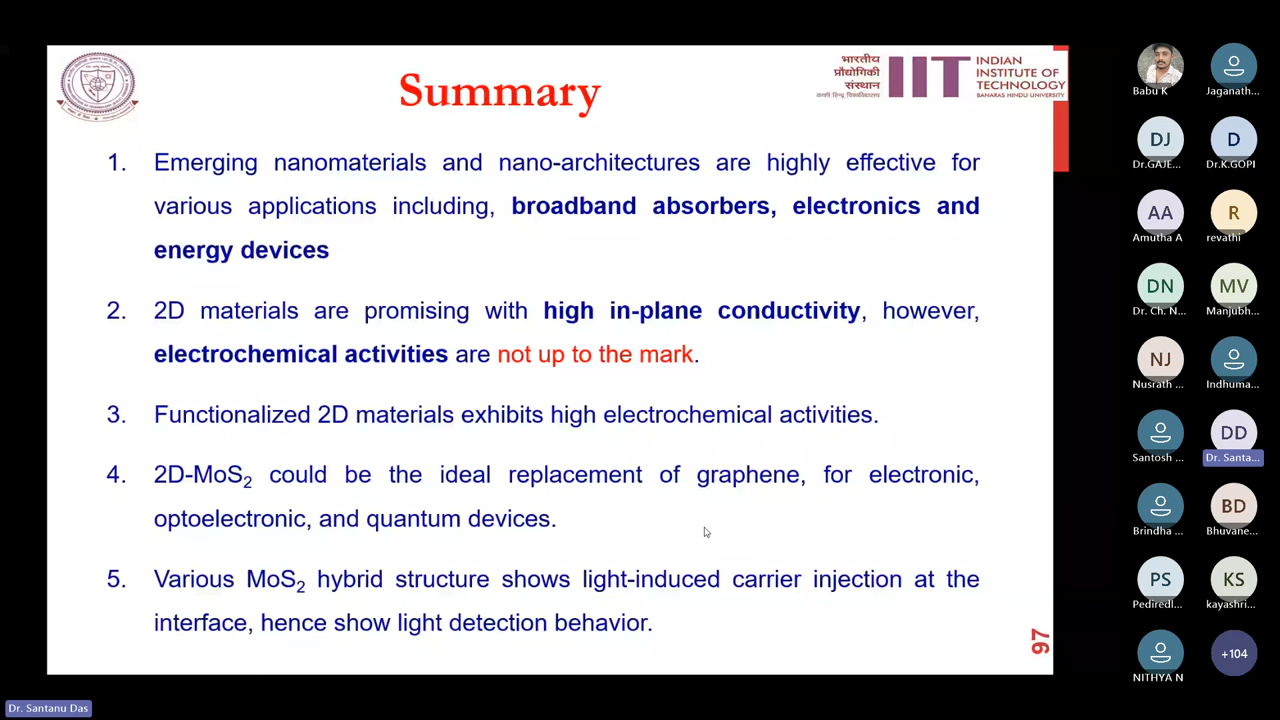 Summary
भारतीय
प्रौद्योगिकी
संस्थान
काशी हिन्दू विश्वविद्यालय
IIT
INDIAN
INSTITUTE OF
TECHNOLOGY
BANARAS HINDU UNIVERSITY
1. Emerging nanomaterials and nano-architectures are highly effective for
various applications including, broadband absorbers, electronics and
energy devices
2. 2D materials are promising with high in-plane conductivity, however,
electrochemical activities are not up to the mark.
3. Functionalized 2D materials exhibits high electrochemical activities.
4. 2D-MoS2 could be the ideal replacement of graphene, for electronic,
optoelectronic, and quantum devices.
5. Various MoS2 hybrid structure shows light-induced carrier injection at the
interface, hence show light detection behavior.
97
Babu K
Jaganath...
DJ
Dr.GAJE...
D
Dr.K.GOPI
AA
Amutha A
R
revathi
DN
Dr. Ch. N...
MV
Manjubh...
NJ
Nusrath ...
Indhuma...
Santosh ...
DD
Dr. Santa...
Brindha ...
BD
Bhuvane...
PS
Pediredl...
KS
kayashri...
NITHYA N
+104
Dr. Santanu Das